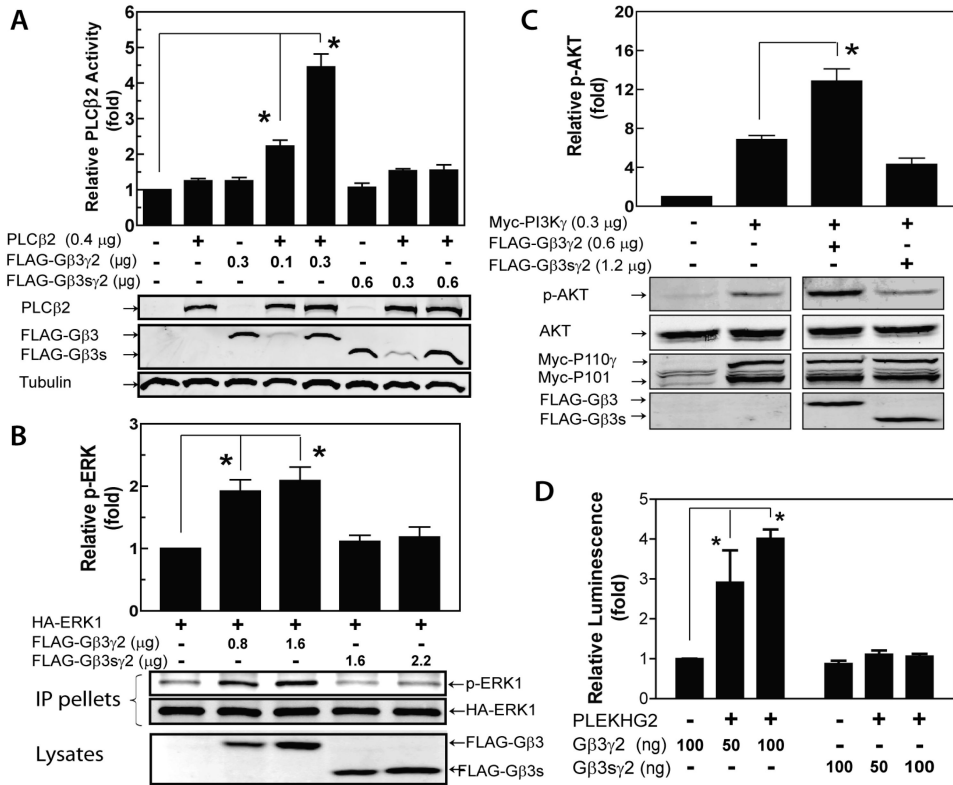 A
Relative PLCβ2 Activity
(fold)
6
5
4
3
2
1
0
*
*
PLCβ2 (0.4 µg) - + - + + - + +
FLAG-Gβ3γ2 (µg) - - 0.3 0.1 0.3 - - -
FLAG-Gβ3sγ2 (µg) - - - - - 0.6 0.3 0.6
PLCβ2
FLAG-Gβ3
FLAG-Gβ3s
Tubulin
B
Relative p-ERK
(fold)
3
2
1
0
*
*
HA-ERK1 + + + + +
FLAG-Gβ3γ2 (µg) - 0.8 1.6 - -
FLAG-Gβ3sγ2 (µg) - - - 1.6 2.2
IP pellets
p-ERK1
HA-ERK1
Lysates
FLAG-Gβ3
FLAG-Gβ3s
C
Relative p-AKT
(fold)
20
16
12
8
4
0
*
Myc-PI3Kγ (0.3 µg) - + + +
FLAG-Gβ3γ2 (0.6 µg) - - + -
FLAG-Gβ3sγ2 (1.2 µg) - - - +
p-AKT
AKT
Myc-P110γ
Myc-P101
FLAG-Gβ3
FLAG-Gβ3s
D
Relative Luminescence
(fold)
5
4
3
2
1
0
*
*
PLEKHG2 - + + - + +
Gβ3γ2 (ng) 100 50 100 - - -
Gβ3sγ2 (ng) - - - 100 50 100